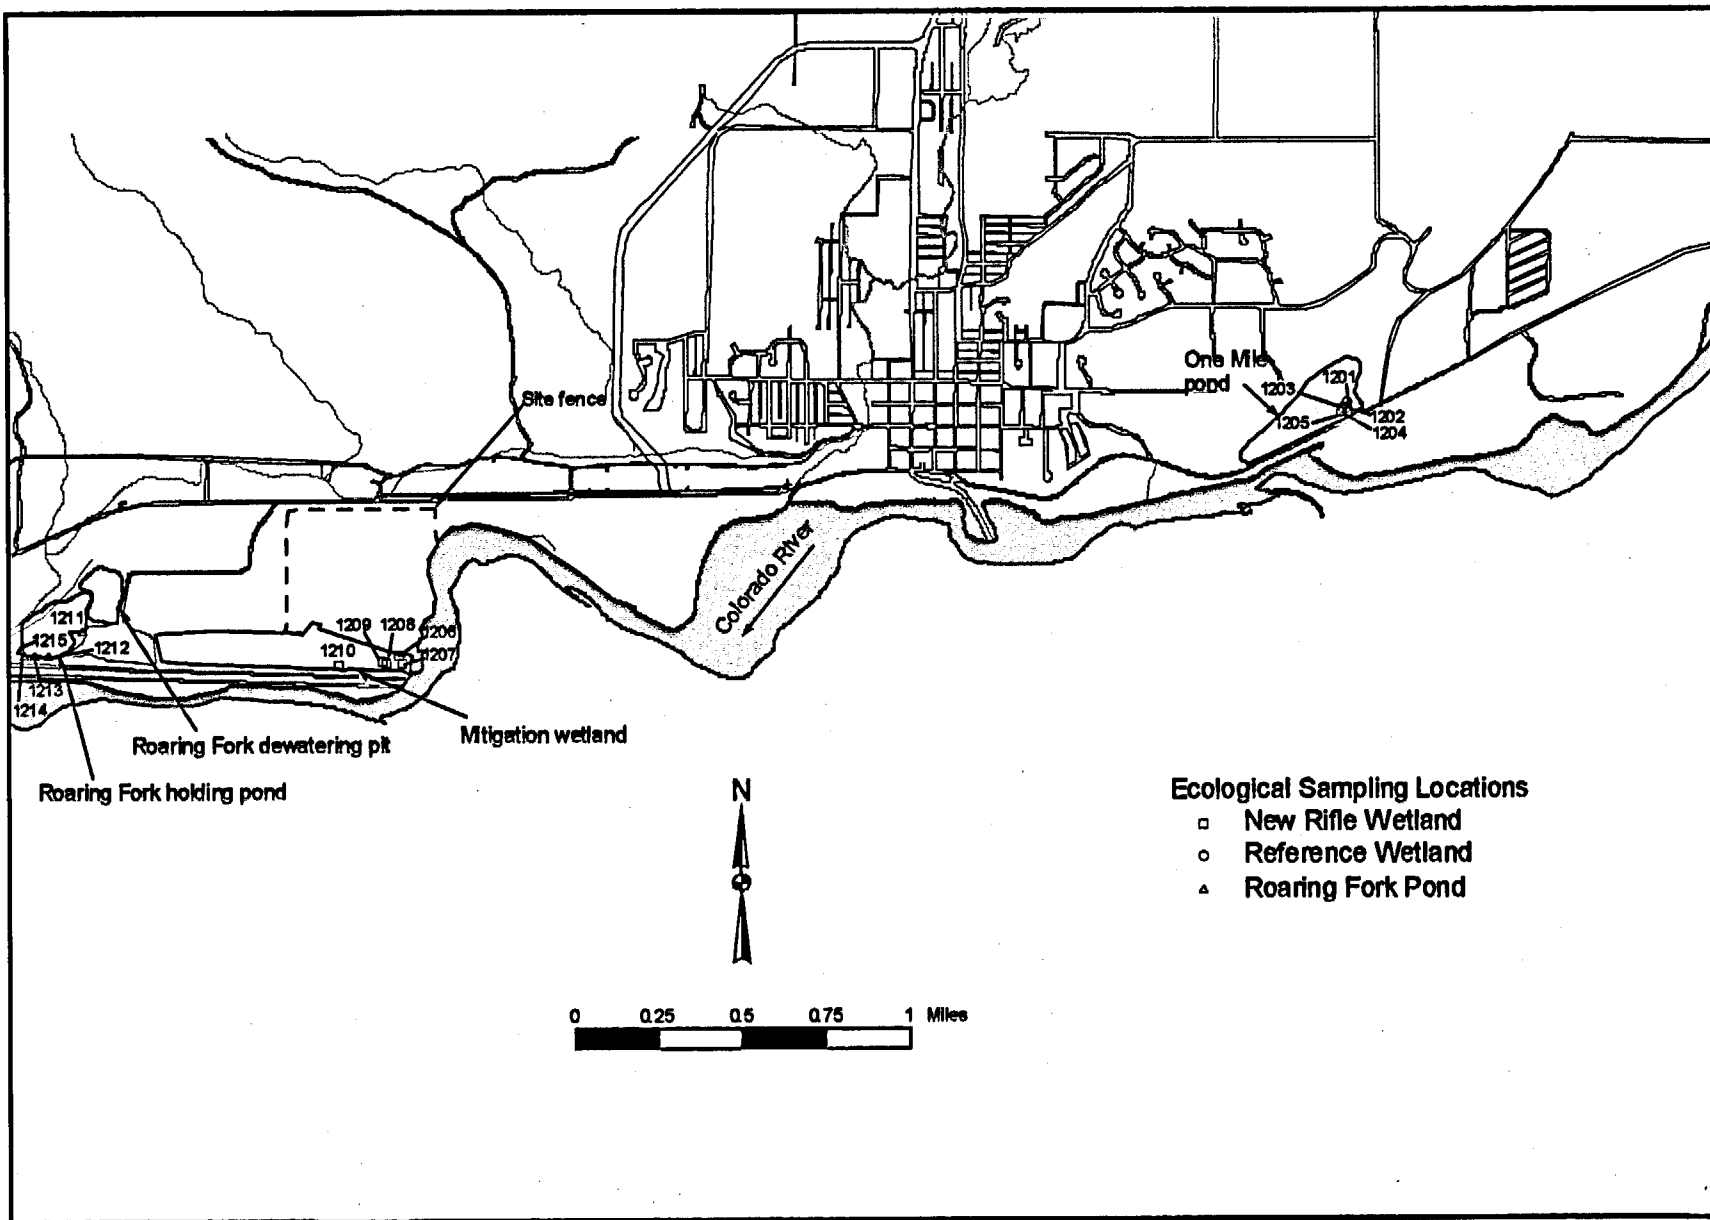 One Mile
pond
1203
1201
1205
1202
1204
Site fence
Colorado River
1211
1215
1212
1213
1214
1209
1208
1206
1210
1207
Mitigation wetland
Roaring Fork dewatering pit
Roaring Fork holding pond
N
Ecological Sampling Locations
New Rifle Wetland
Reference Wetland
Roaring Fork Pond
0 0.25 0.5 0.75 1 Miles